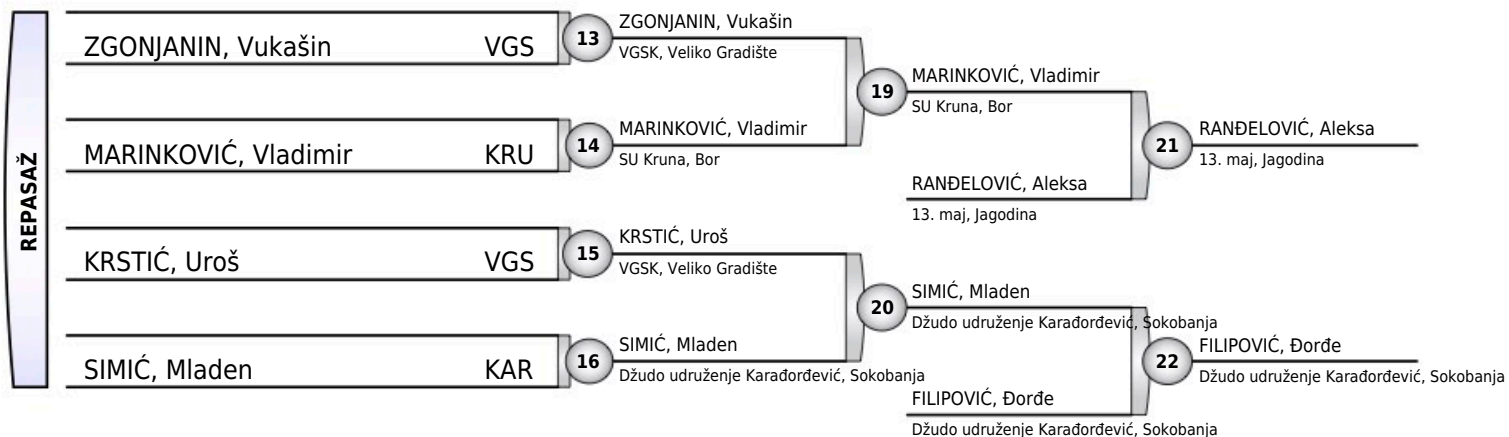 REPASAŽ
ZGONJANIN, Vukašin VGS
13
ZGONJANIN, Vukašin
VGSK, Veliko Gradište
MARINKOVIĆ, Vladimir KRU
14
MARINKOVIĆ, Vladimir
SU Kruna, Bor
19
MARINKOVIĆ, Vladimir
SU Kruna, Bor
RANĐELOVIĆ, Aleksa
13. maj, Jagodina
21
RANĐELOVIĆ, Aleksa
13. maj, Jagodina
KRSTIĆ, Uroš VGS
15
KRSTIĆ, Uroš
VGSK, Veliko Gradište
SIMIĆ, Mladen KAR
16
SIMIĆ, Mladen
Džudo udruženje Karađorđević, Sokobanja
20
SIMIĆ, Mladen
Džudo udruženje Karađorđević, Sokobanja
FILIPOVIĆ, Đorđe
Džudo udruženje Karađorđević, Sokobanja
22
FILIPOVIĆ, Đorđe
Džudo udruženje Karađorđević, Sokobanja